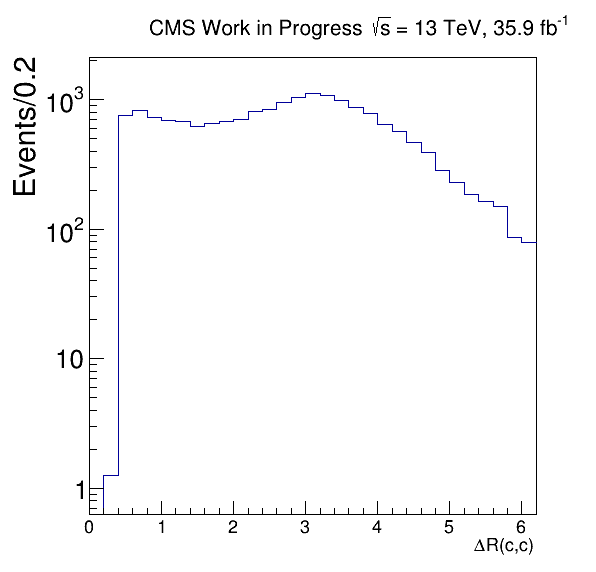 CMS Work in Progress √s = 13 TeV, 35.9 fb⁻¹
Events/0.2
10³
10²
10
1
0 1 2 3 4 5 6
ΔR(c,c)